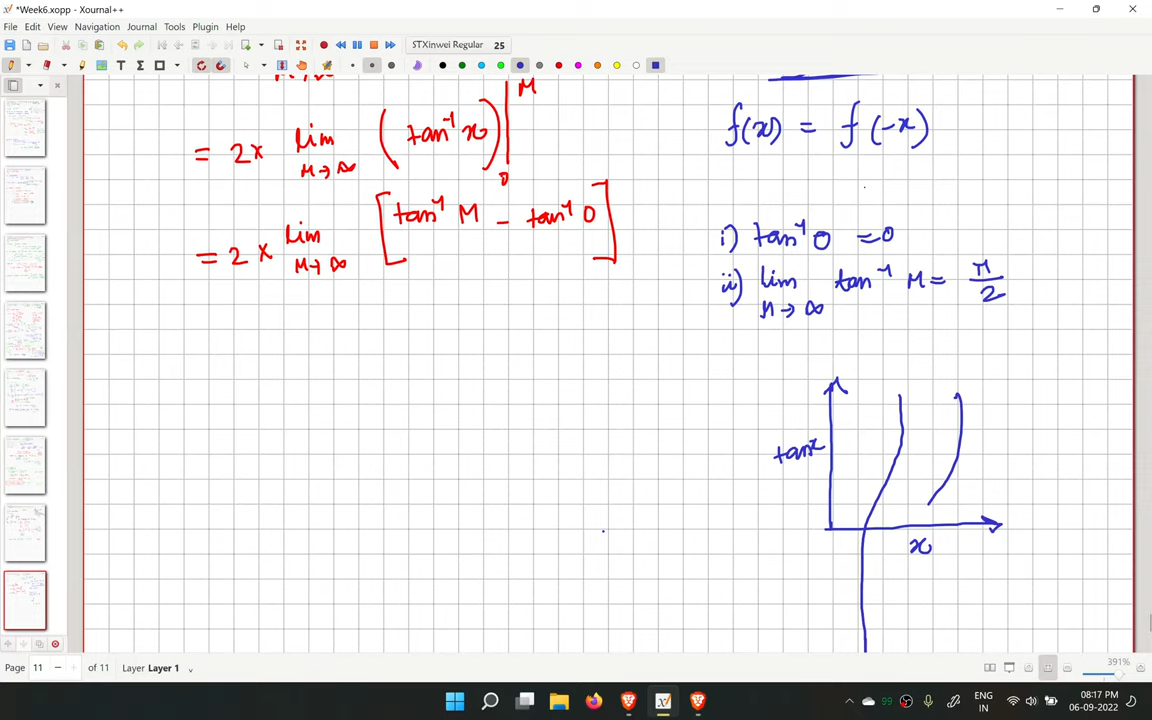 *Week6.xopp - Xournal++
File Edit View Navigation Journal Tools Plugin Help
STXinwei Regular 25
M
= 2x lim (tan⁻¹ x)
M→∞
0
= 2 x lim [tan⁻¹ M - tan⁻¹ 0]
M→∞
f(x) = f(-x)
i) tan⁻¹ 0 = 0
ii) lim tan⁻¹ M = π/2
M→∞
tan x
x
Page 11 of 11 Layer Layer 1
391%
99 ENG IN 08:17 PM 06-09-2022